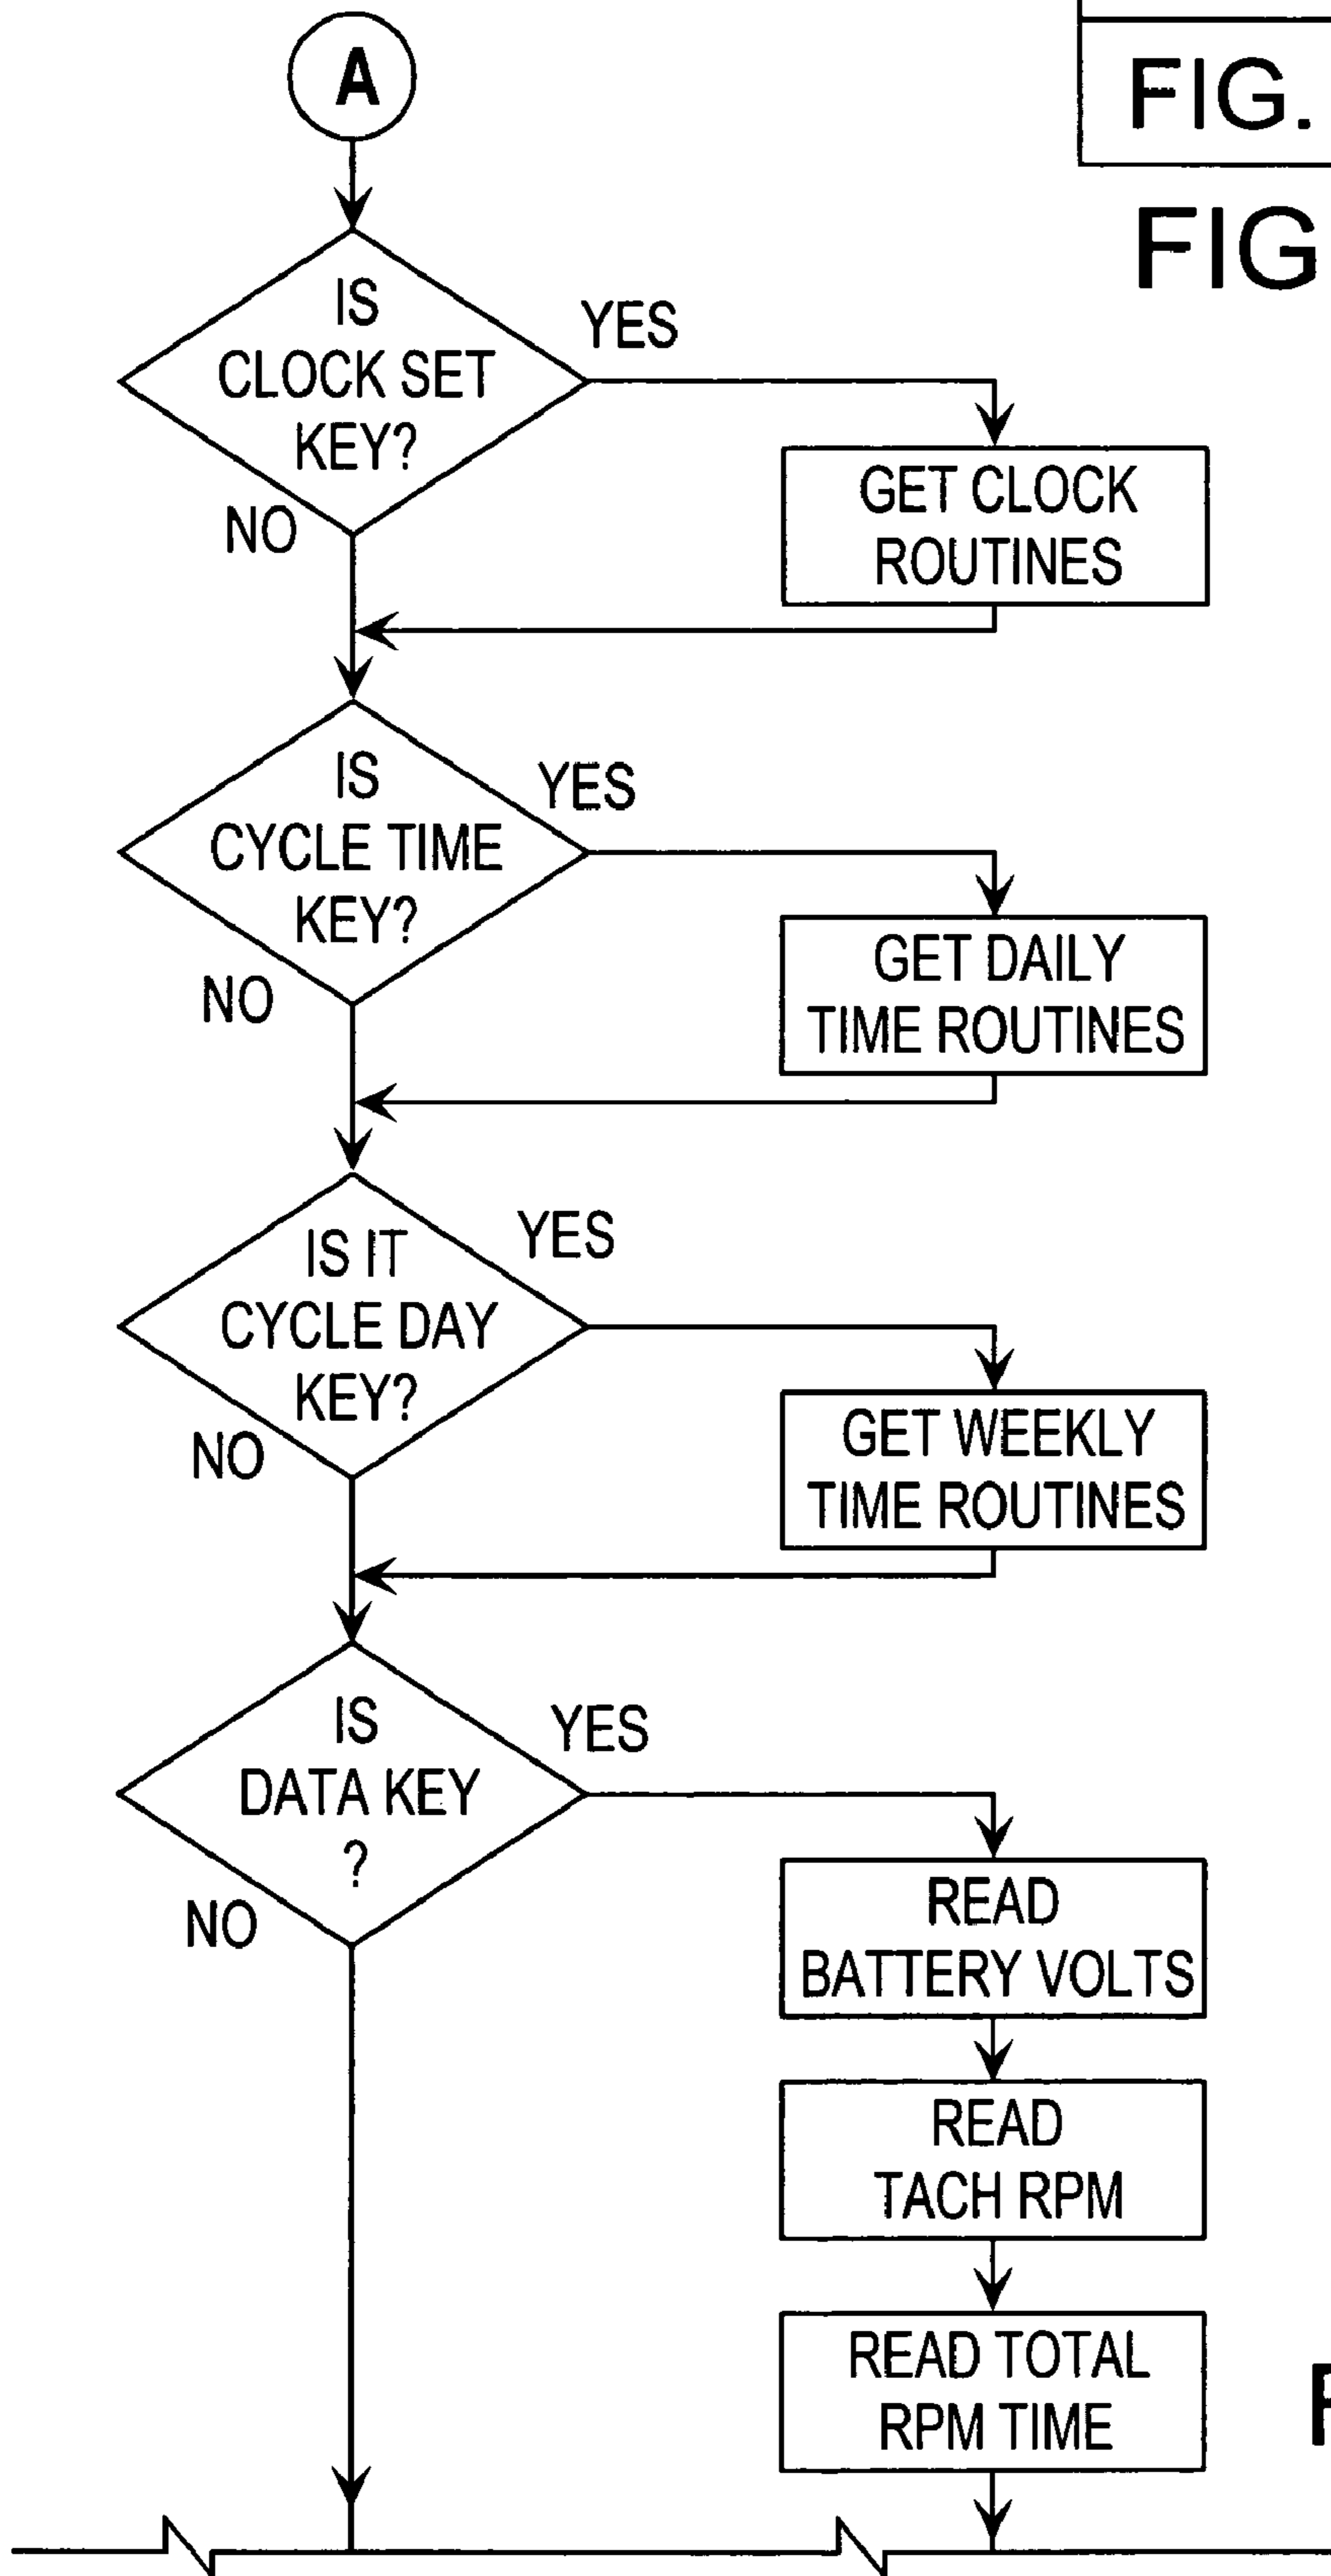 A
FIG.
FIG
IS
CLOCK SET
KEY?
YES
NO
GET CLOCK
ROUTINES
IS
CYCLE TIME
KEY?
YES
NO
GET DAILY
TIME ROUTINES
IS IT
CYCLE DAY
KEY?
YES
NO
GET WEEKLY
TIME ROUTINES
IS
DATA KEY
?
YES
NO
READ
BATTERY VOLTS
READ
TACH RPM
READ TOTAL
RPM TIME